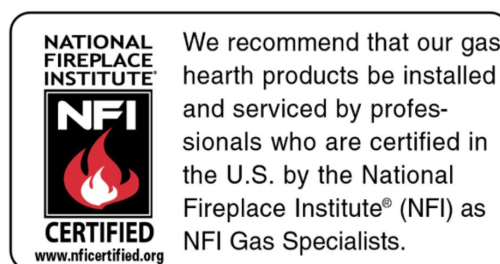 NATIONAL
FIREPLACE
INSTITUTE®
NFI
CERTIFIED
www.nficertified.org
We recommend that our gas
hearth products be installed
and serviced by profes-
sionals who are certified in
the U.S. by the National
Fireplace Institute® (NFI) as
NFI Gas Specialists.